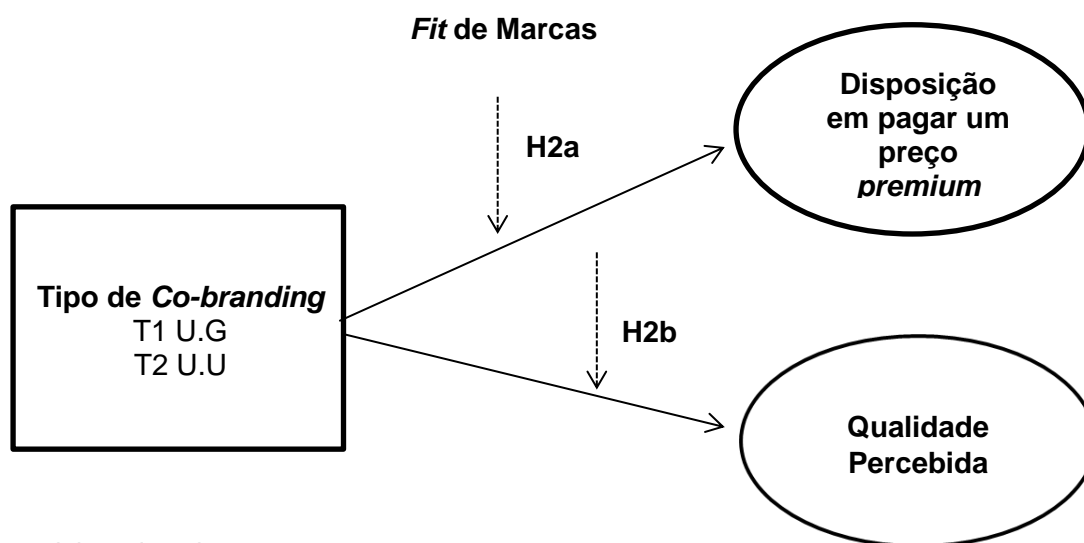 Fit de Marcas
Disposição
em pagar um
preço
premium
H2a
Tipo de Co-branding
T1 U.G
T2 U.U
H2b
Qualidade
Percebida